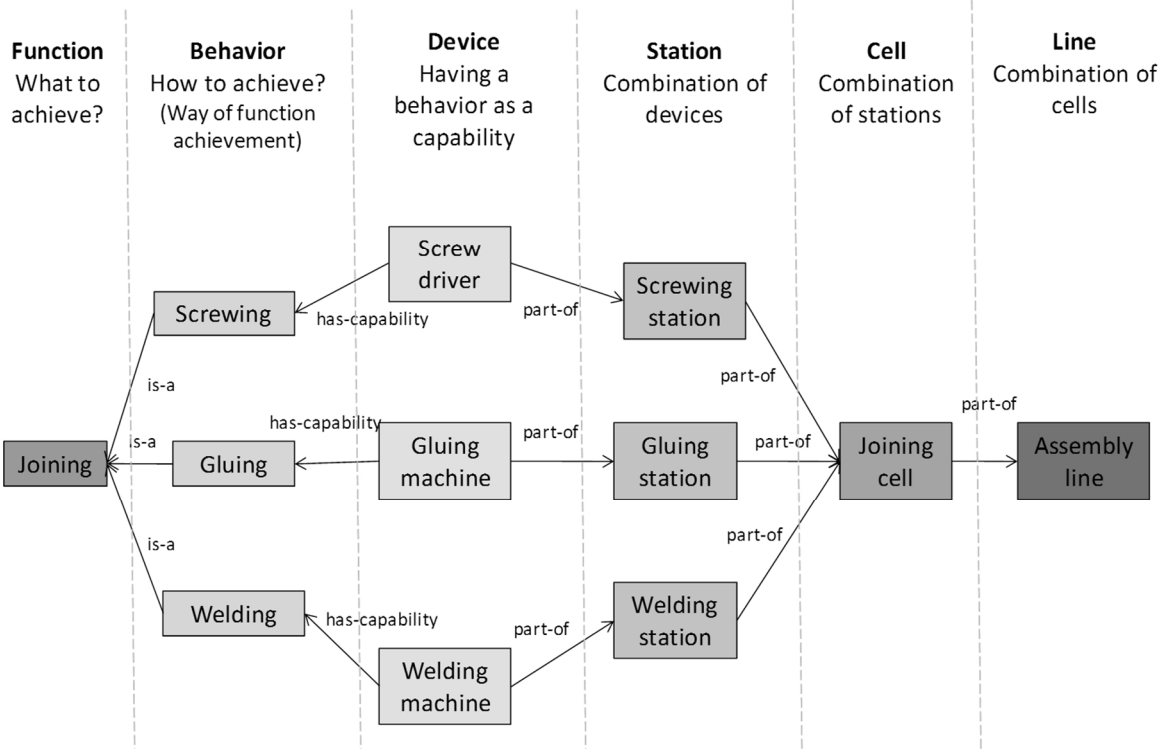 Function
What to
achieve?
Behavior
How to achieve?
(Way of function
achievement)
Device
Having a
behavior as a
capability
Station
Combination of
devices
Cell
Combination
of stations
Line
Combination of
cells
Screw
driver
Screwing
station
Screwing
has-capability
part-of
is-a
part-of
part-of
Joining
is-a
Gluing
has-capability
Gluing
machine
part-of
Gluing
station
part-of
Joining
cell
Assembly
line
is-a
part-of
Welding
has-capability
Welding
machine
part-of
Welding
station